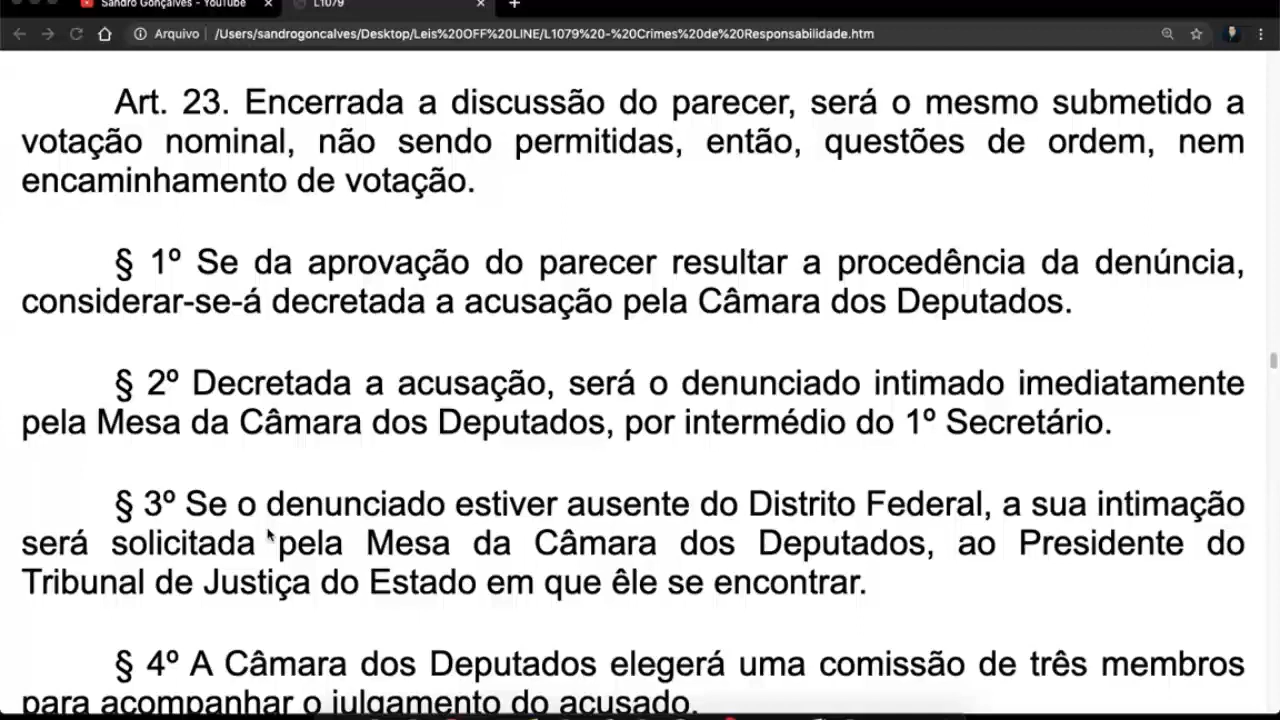 Sandro Gonçalves - YouTube
L1079
Arquivo | /Users/sandrogoncalves/Desktop/Leis%20OFF%20LINE/L1079%20-%20Crimes%20de%20Responsabilidade.htm
Art. 23. Encerrada a discussão do parecer, será o mesmo submetido a
votação nominal, não sendo permitidas, então, questões de ordem, nem
encaminhamento de votação.
§ 1º Se da aprovação do parecer resultar a procedência da denúncia,
considerar-se-á decretada a acusação pela Câmara dos Deputados.
§ 2º Decretada a acusação, será o denunciado intimado imediatamente
pela Mesa da Câmara dos Deputados, por intermédio do 1º Secretário.
§ 3º Se o denunciado estiver ausente do Distrito Federal, a sua intimação
será solicitada pela Mesa da Câmara dos Deputados, ao Presidente do
Tribunal de Justiça do Estado em que êle se encontrar.
§ 4º A Câmara dos Deputados elegerá uma comissão de três membros
para acompanhar o julgamento do acusado.